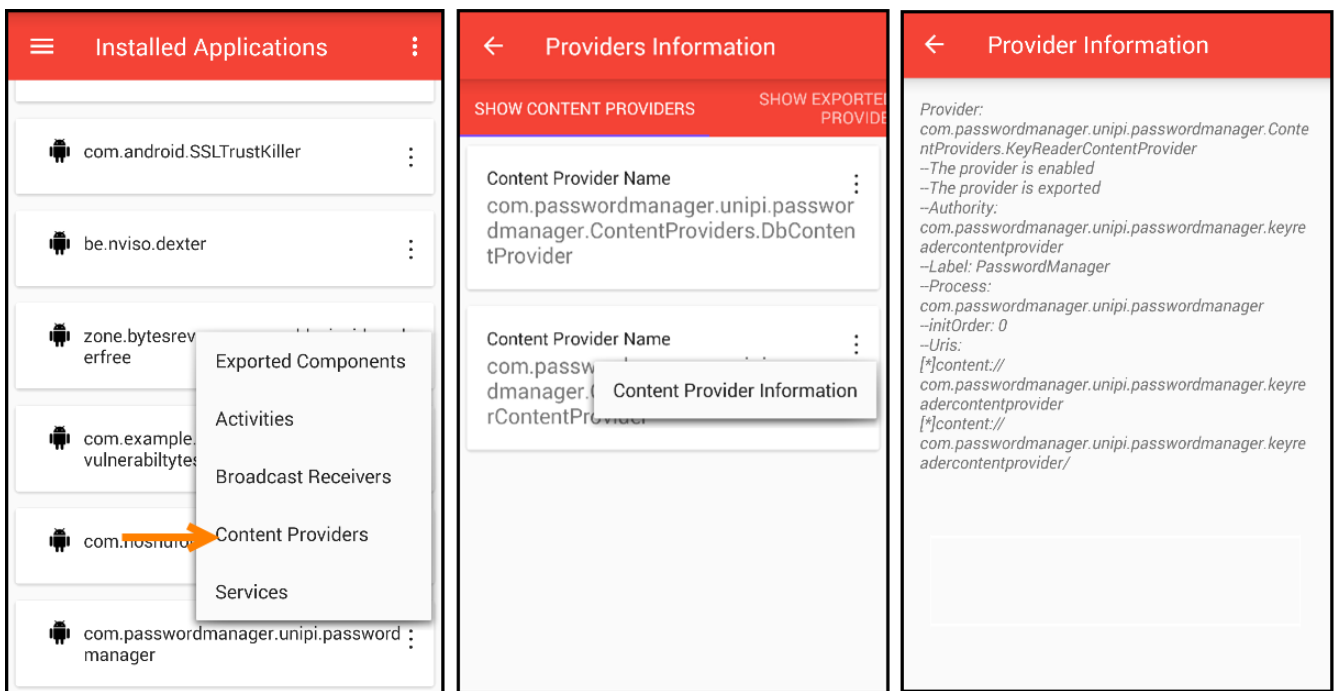 Installed Applications
com.android.SSLTrustKiller
be.nviso.dexter
zone.bytesrev
erfree
Exported Components
Activities
com.example.
vulnerabiltytes
Broadcast Receivers
Content Providers
Services
com.passwordmanager.unipi.password
manager
Providers Information
SHOW CONTENT PROVIDERS
SHOW EXPORTE
PROVIDE
Content Provider Name
com.passwordmanager.unipi.passwor
dmanager.ContentProviders.DbConten
tProvider
Content Provider Name
com.passw
dmanager.
Content Provider Information
rContentProvider
Provider Information
Provider:
com.passwordmanager.unipi.passwordmanager.Conte
ntProviders.KeyReaderContentProvider
--The provider is enabled
--The provider is exported
--Authority:
com.passwordmanager.unipi.passwordmanager.keyre
adercontentprovider
--Label: PasswordManager
--Process:
com.passwordmanager.unipi.passwordmanager
--initOrder: 0
--Uris:
[*]content://
com.passwordmanager.unipi.passwordmanager.keyre
adercontentprovider
[*]content://
com.passwordmanager.unipi.passwordmanager.keyre
adercontentprovider/